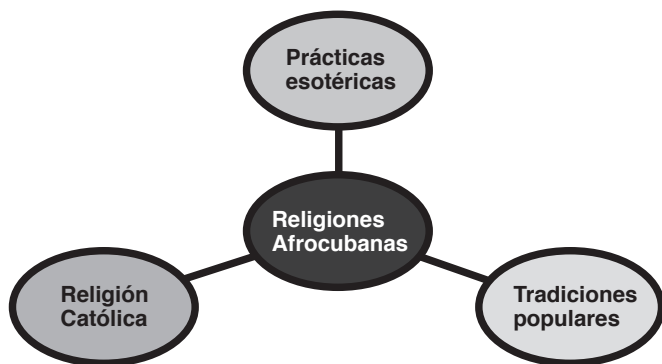 Prácticas
esotéricas
Religiones
Afrocubanas
Religión
Católica
Tradiciones
populares